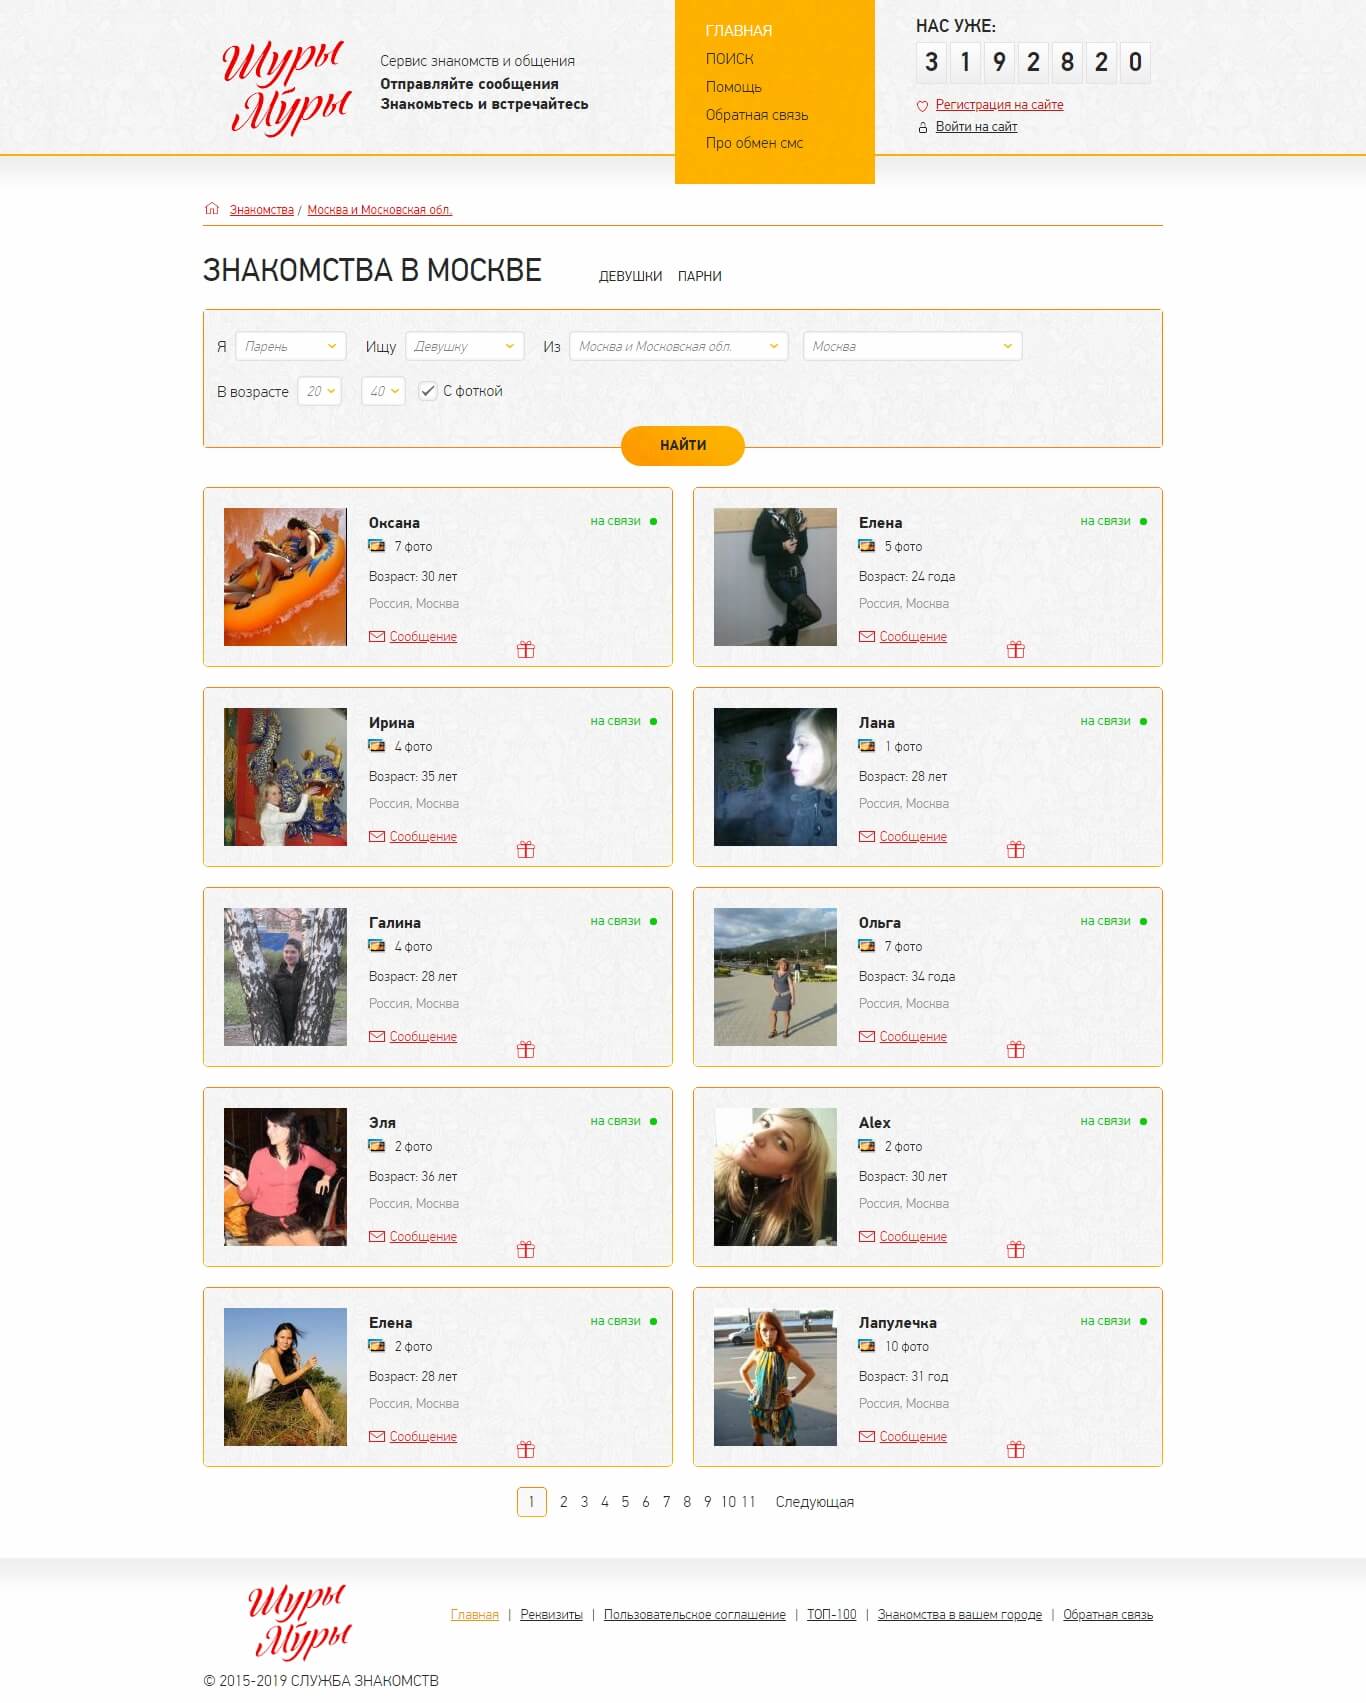 Шуры
Муры
Сервис знакомств и общения
Отправляйте сообщения
Знакомьтесь и встречайтесь
ГЛАВНАЯ
ПОИСК
Помощь
Обратная связь
Про обмен смс
НАС УЖЕ:
3 1 9 2 8 2 0
Регистрация на сайте
Войти на сайт
Знакомства / Москва и Московская обл.
ЗНАКОМСТВА В МОСКВЕ
ДЕВУШКИ ПАРНИ
Я Парень Ищу Девушку Из Москва и Московская обл. Москва
В возрасте 20 40 С фоткой
НАЙТИ
Оксана
на связи
7 фото
Возраст: 30 лет
Россия, Москва
Сообщение
Елена
на связи
5 фото
Возраст: 24 года
Россия, Москва
Сообщение
Ирина
на связи
4 фото
Возраст: 35 лет
Россия, Москва
Сообщение
Лана
на связи
1 фото
Возраст: 28 лет
Россия, Москва
Сообщение
Галина
на связи
4 фото
Возраст: 28 лет
Россия, Москва
Сообщение
Ольга
на связи
7 фото
Возраст: 34 года
Россия, Москва
Сообщение
Эля
на связи
2 фото
Возраст: 36 лет
Россия, Москва
Сообщение
Alex
на связи
2 фото
Возраст: 30 лет
Россия, Москва
Сообщение
Елена
на связи
2 фото
Возраст: 28 лет
Россия, Москва
Сообщение
Лапулечка
на связи
10 фото
Возраст: 31 год
Россия, Москва
Сообщение
1 2 3 4 5 6 7 8 9 10 11 Следующая
Шуры
Муры
Главная | Реквизиты | Пользовательское соглашение | ТОП-100 | Знакомства в вашем городе | Обратная связь
© 2015-2019 СЛУЖБА ЗНАКОМСТВ